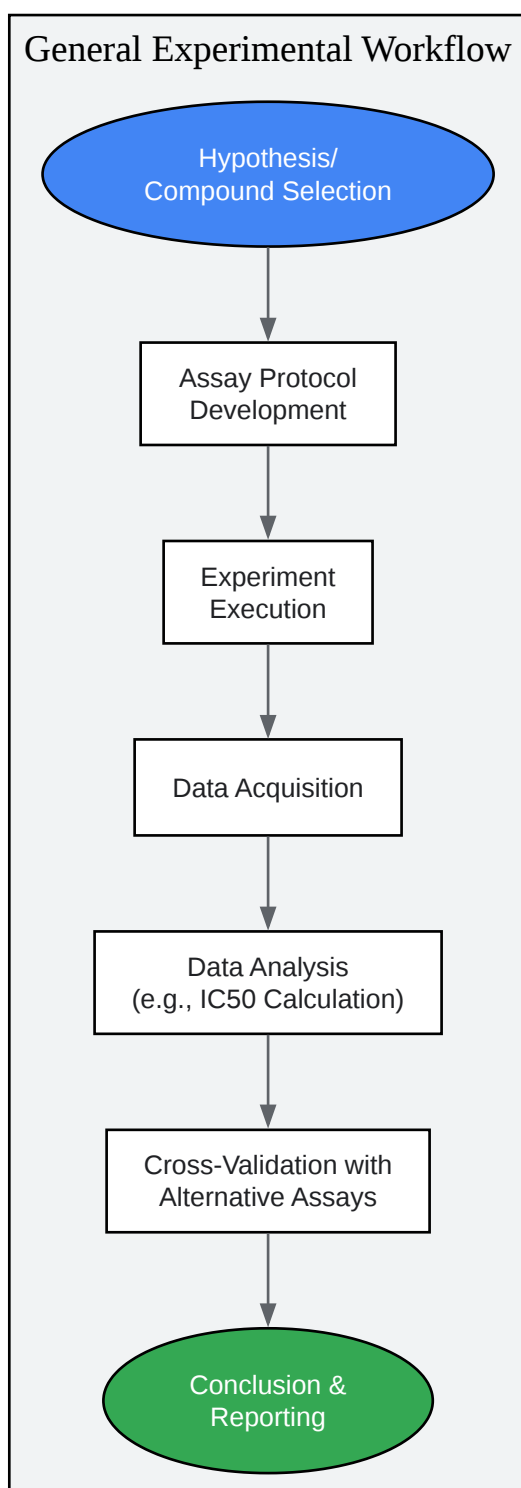 General Experimental Workflow
Hypothesis/
Compound Selection
Assay Protocol
Development
Experiment
Execution
Data Acquisition
Data Analysis
(e.g., IC50 Calculation)
Cross-Validation with
Alternative Assays
Conclusion &
Reporting